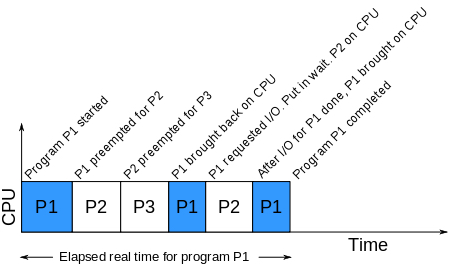 Program P1 started
P1 preempted for P2
P2 preempted for P3
P1 brought back on CPU
P1 requested I/O. Put in wait. P2 on CPU
After I/O for P1 done, P1 brought on CPU
Program P1 completed
CPU
P1 P2 P3 P1 P2 P1
Time
Elapsed real time for program P1